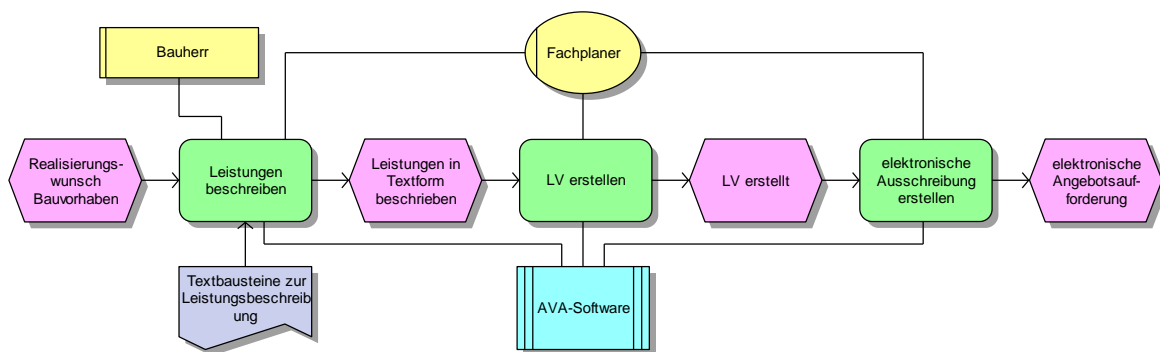 Bauherr
Fachplaner
Realisierungs-
wunsch
Bauvorhaben
Leistungen
beschreiben
Leistungen in
Textform
beschrieben
LV erstellen
LV erstellt
elektronische
Ausschreibung
erstellen
elektronische
Angebotsauf-
forderung
Textbausteine zur
Leistungsbeschreib
ung
AVA-Software